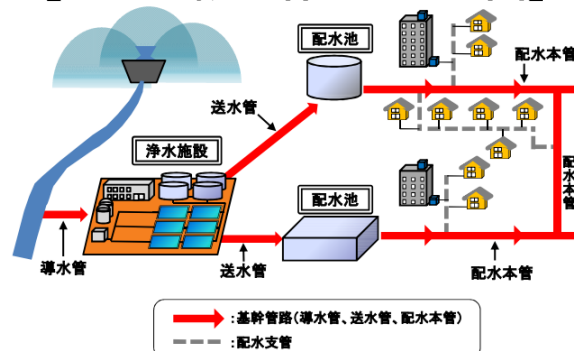 配水池
配水本管
送水管
浄水施設
配水池
配水本管
導水管
送水管
配水本管
:基幹管路(導水管、送水管、配水本管)
:配水支管